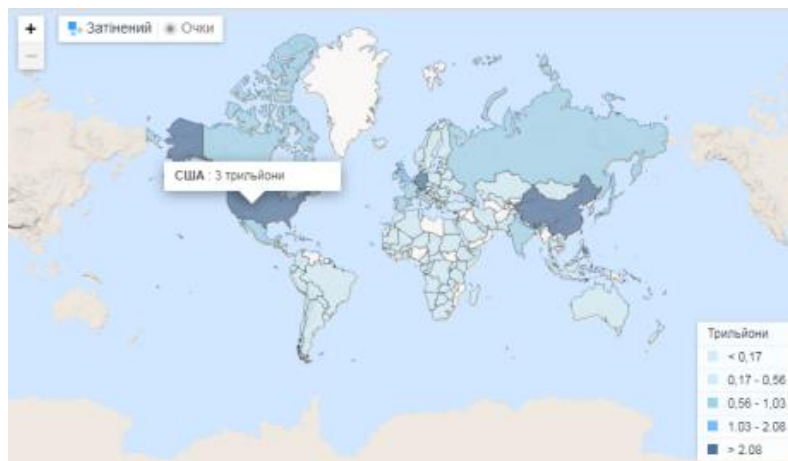 +
Затінений Очки
−
США : 3 трильйони
Трильйони
< 0,17
0,17 - 0,56
0,56 - 1,03
1.03 - 2.08
> 2.08